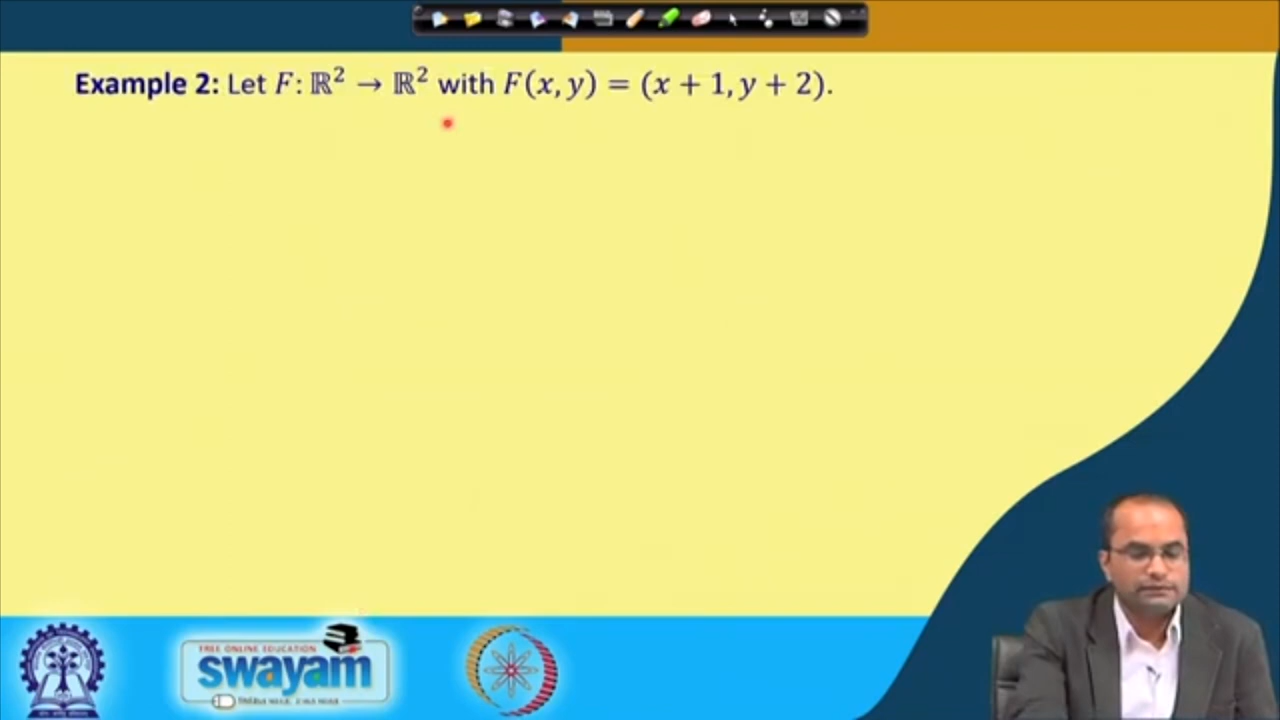 Example 2: Let F: ℝ² → ℝ² with F(x, y) = (x + 1, y + 2).
FREE ONLINE EDUCATION
swayam